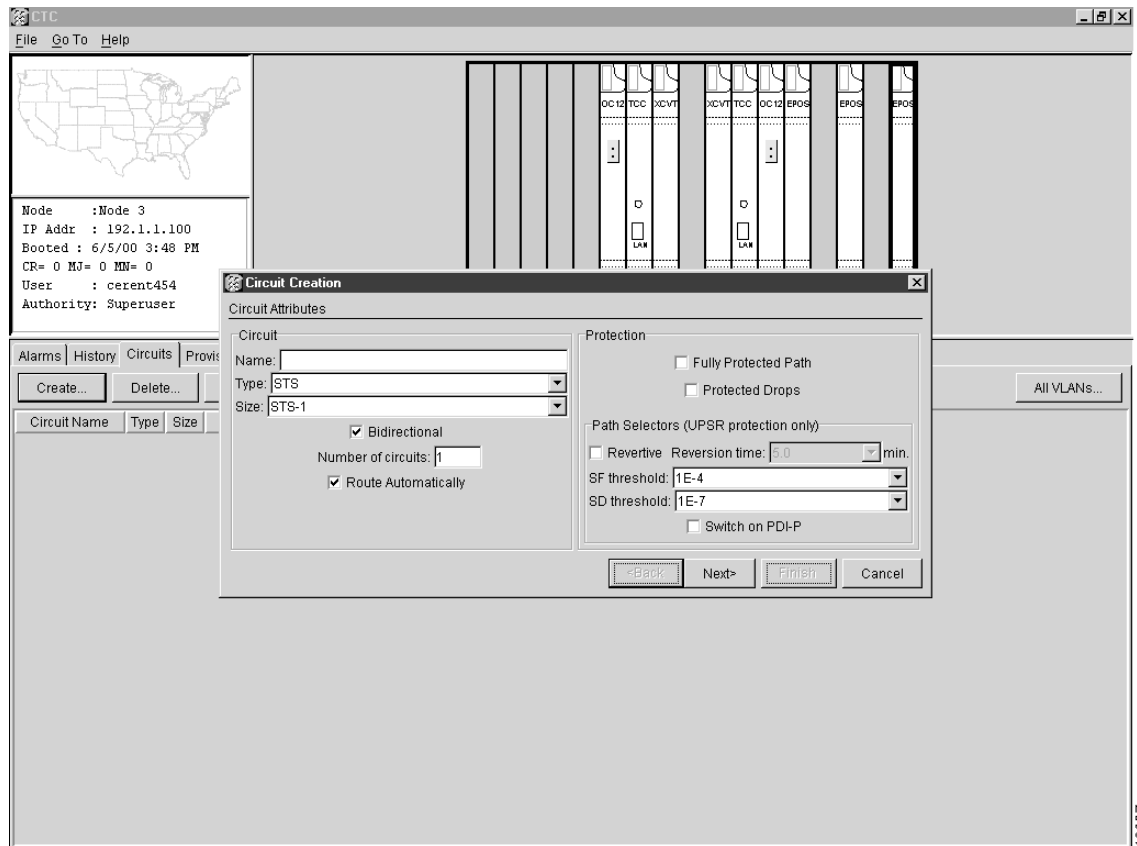 CTC
File Go To Help
OC12 TCC XCVT XCVT TCC OC12 EPOS EPOS EPOS
LAN LAN
Node :Node 3
IP Addr : 192.1.1.100
Booted : 6/5/00 3:48 PM
CR= 0 MJ= 0 MN= 0
User : cerent454
Authority: Superuser
Alarms History Circuits Provis
Create... Delete... All VLANs...
Circuit Name Type Size
Circuit Creation
Circuit Attributes
Circuit
Name:
Type: STS
Size: STS-1
Bidirectional
Number of circuits: 1
Route Automatically
Protection
Fully Protected Path
Protected Drops
Path Selectors (UPSR protection only)
Revertive Reversion time: 5.0 min.
SF threshold: 1E-4
SD threshold: 1E-7
Switch on PDI-P
<Back Next> Finish Cancel